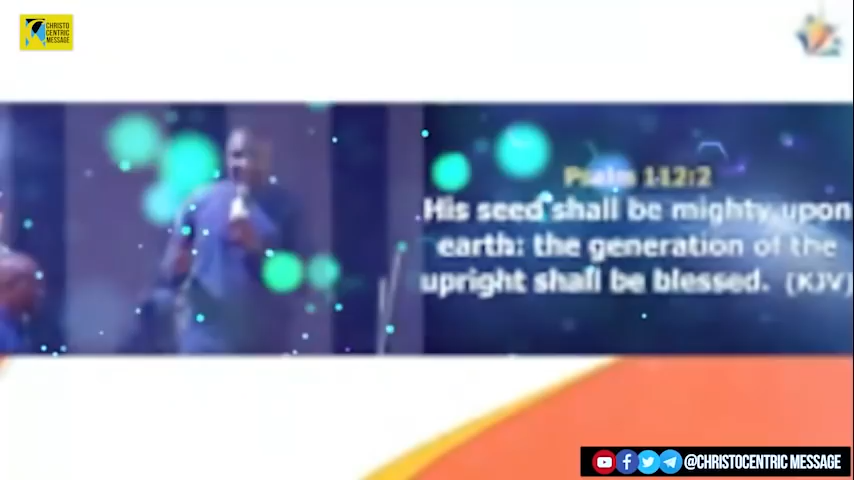 CHRISTO
CENTRIC
MESSAGE
Psalm 112:2
His seed shall be mighty upon
earth: the generation of the
upright shall be blessed. (KJV)
@CHRISTOCENTRIC MESSAGE